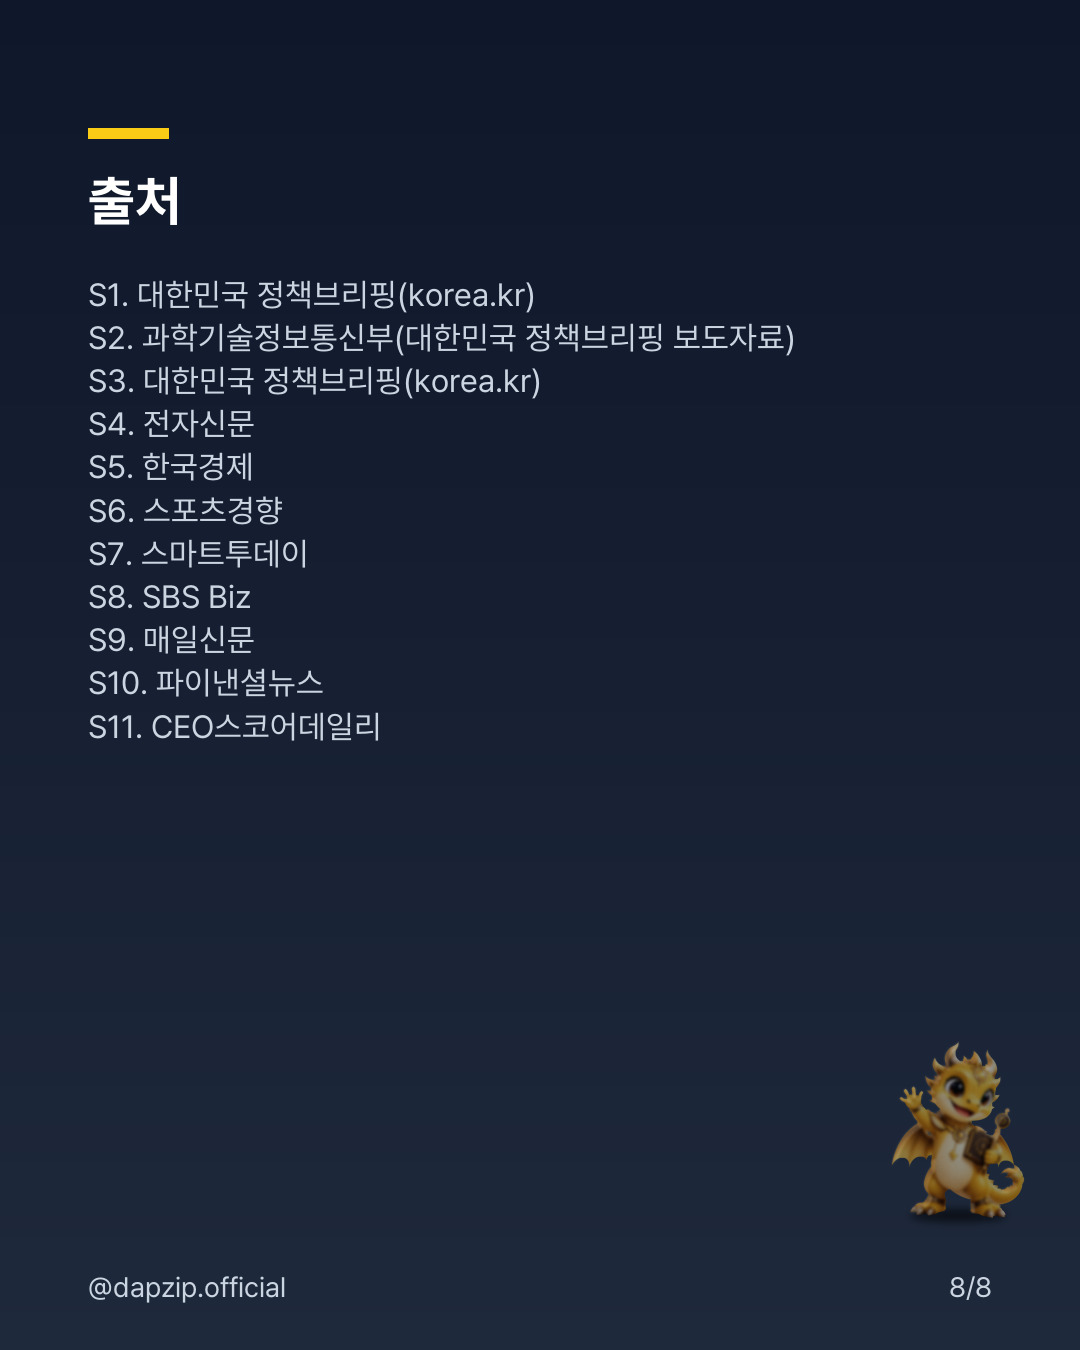 출처
S1. 대한민국 정책브리핑(korea.kr)
S2. 과학기술정보통신부(대한민국 정책브리핑 보도자료)
S3. 대한민국 정책브리핑(korea.kr)
S4. 전자신문
S5. 한국경제
S6. 스포츠경향
S7. 스마트투데이
S8. SBS Biz
S9. 매일신문
S10. 파이낸셜뉴스
S11. CEO스코어데일리
@dapzip.official
8/8